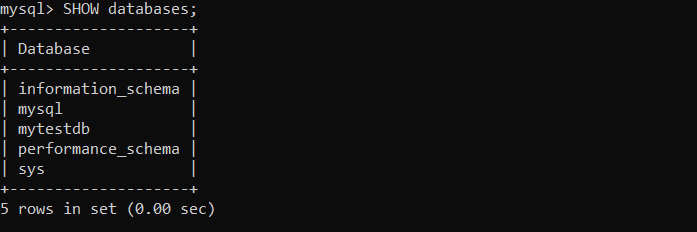 mysql> SHOW databases;
+--------------------+
| Database           |
+--------------------+
| information_schema |
| mysql              |
| mytestdb           |
| performance_schema |
| sys                |
+--------------------+
5 rows in set (0.00 sec)